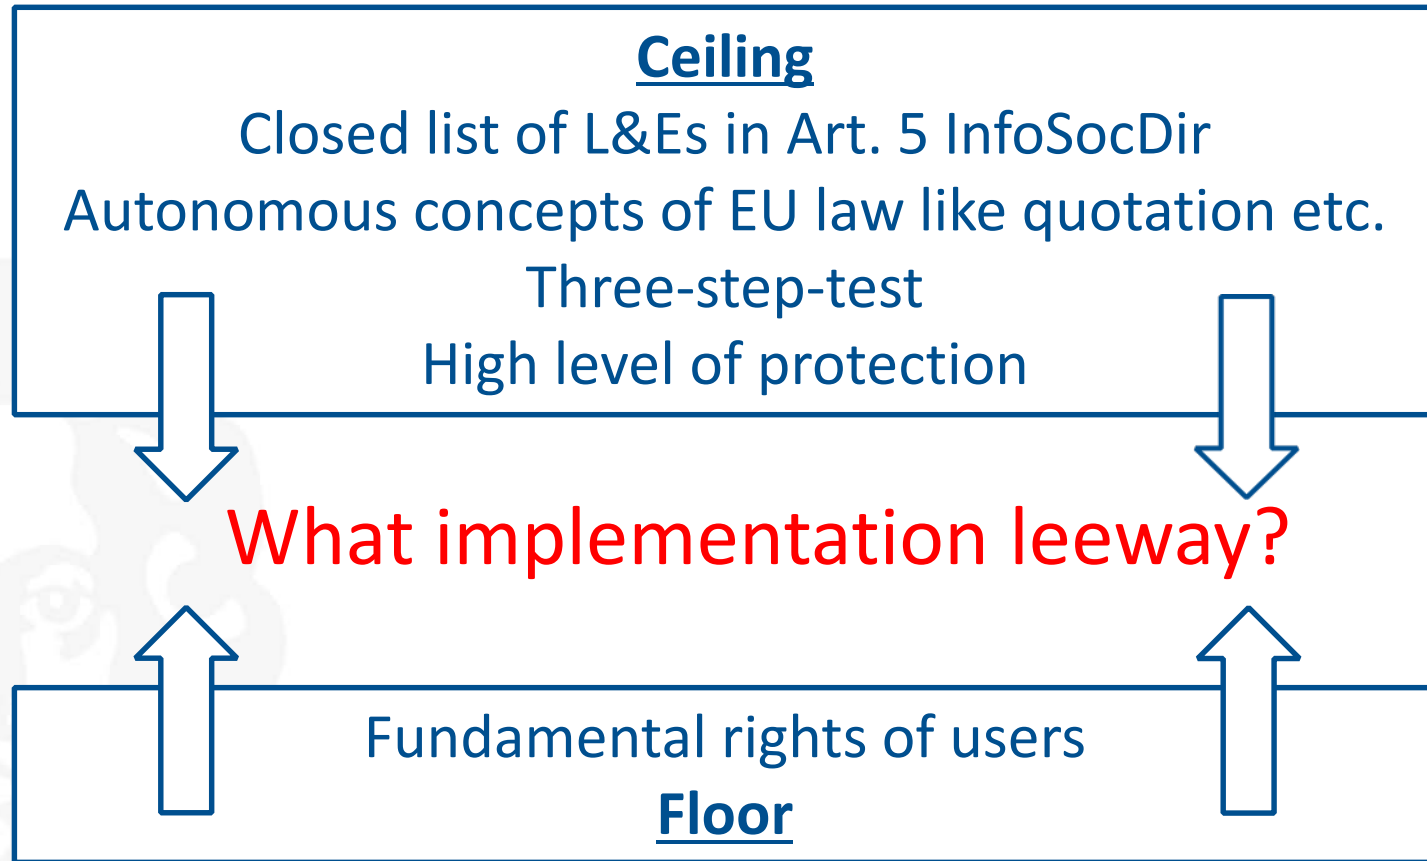 Ceiling
Closed list of L&Es in Art. 5 InfoSocDir
Autonomous concepts of EU law like quotation etc.
Three-step-test
High level of protection
What implementation leeway?
Fundamental rights of users
Floor